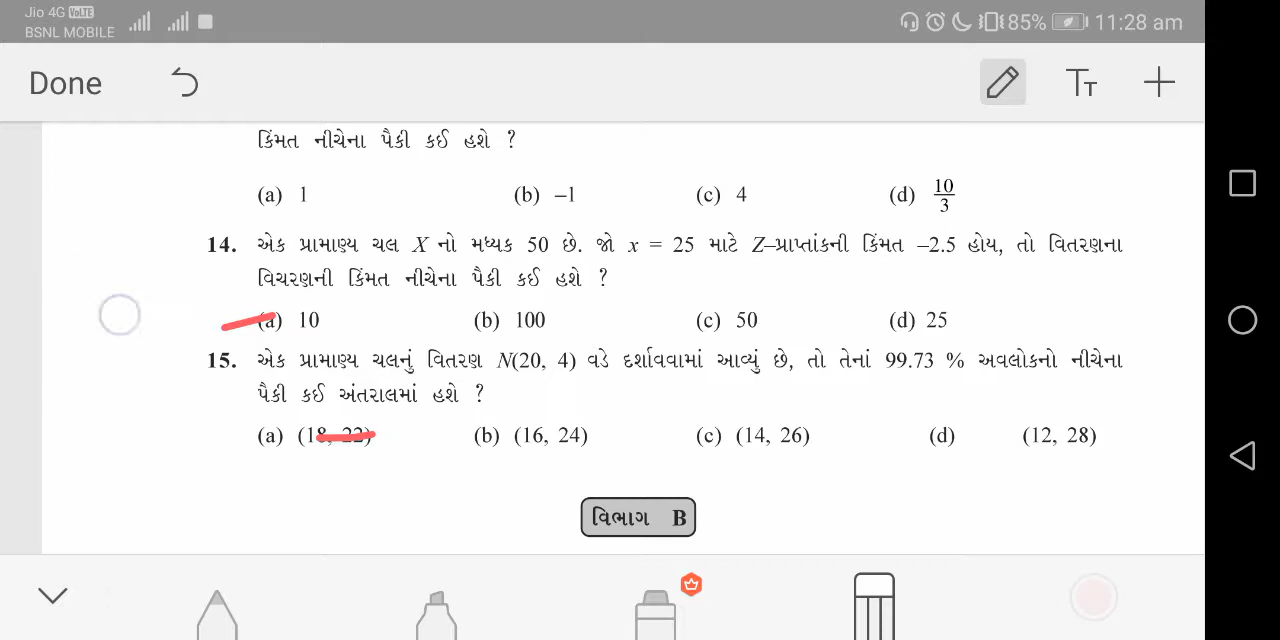 Jio 4G VoLTE
BSNL MOBILE
85%
11:28 am
Done
TT
કિંમત નીચેના પૈકી કઈ હશે ?
(a) 1 (b) –1 (c) 4 (d) 10/3
14. એક પ્રામાણ્ય ચલ X નો મધ્યક 50 છે. જો x = 25 માટે Z–પ્રાપ્તાંકની કિંમત –2.5 હોય, તો વિતરણના
વિચરણની કિંમત નીચેના પૈકી કઈ હશે ?
(a) 10 (b) 100 (c) 50 (d) 25
15. એક પ્રામાણ્ય ચલનું વિતરણ N(20, 4) વડે દર્શાવવામાં આવ્યું છે, તો તેનાં 99.73 % અવલોકનો નીચેના
પૈકી કઈ અંતરાલમાં હશે ?
(a) (18, 22) (b) (16, 24) (c) (14, 26) (d) (12, 28)
વિભાગ B